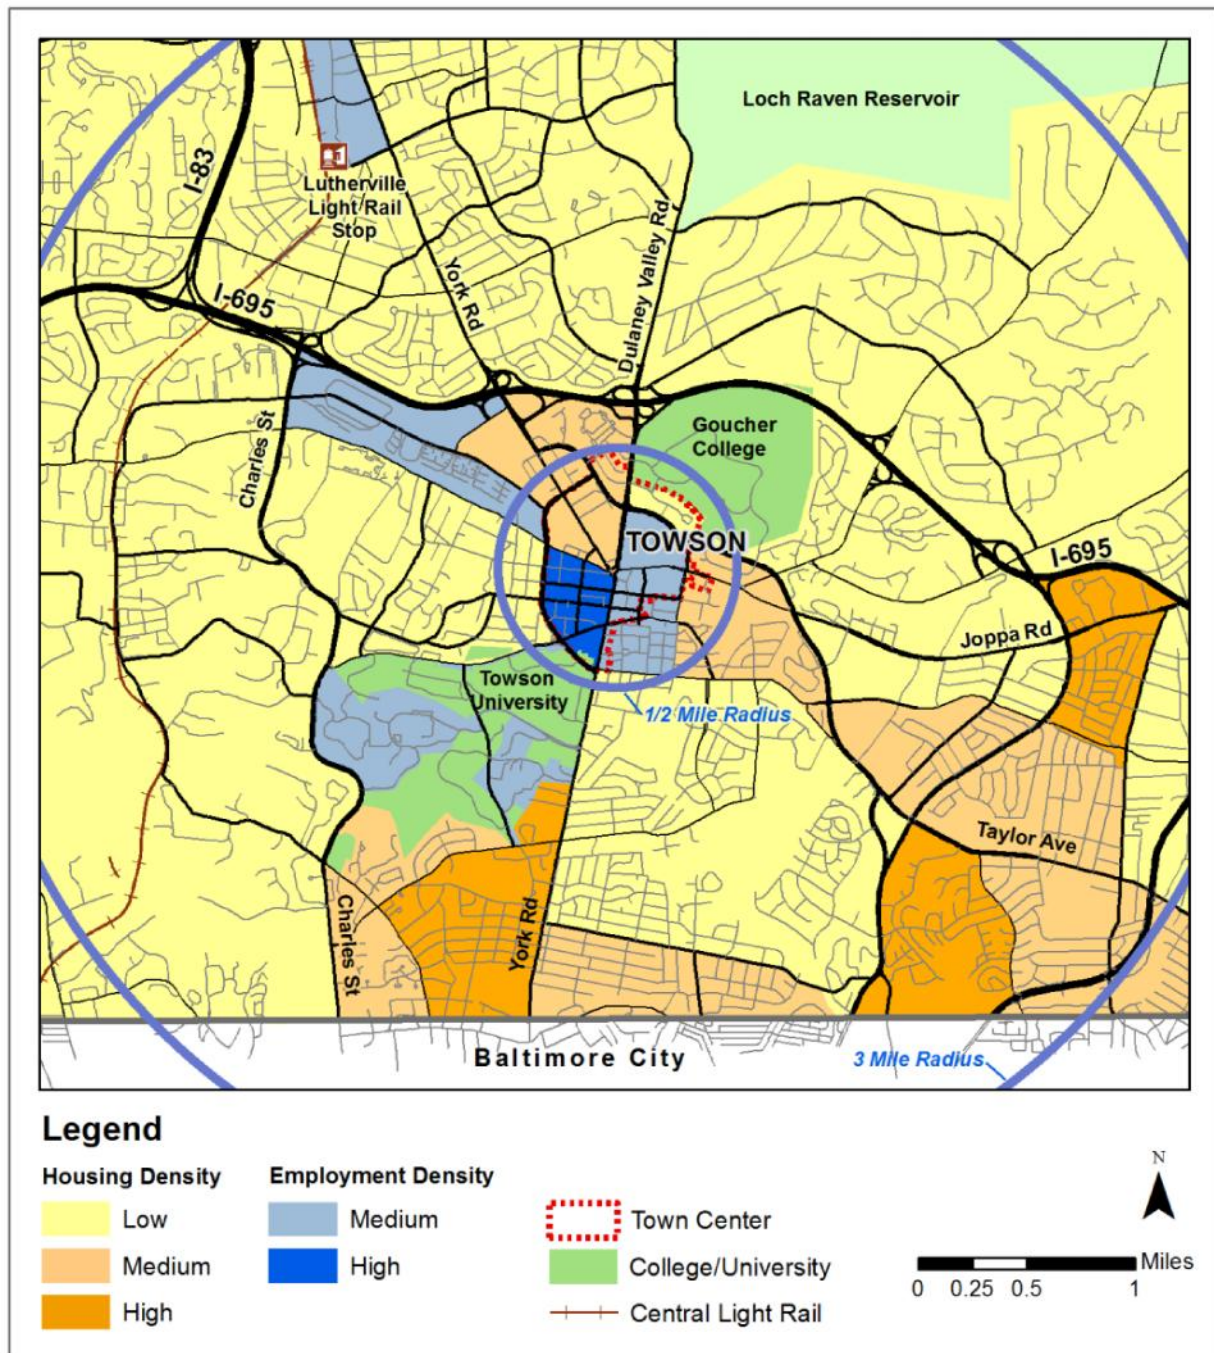 Loch Raven Reservoir
I-83
Lutherville
Light Rail
Stop
Dulaney Valley Rd
York Rd
I-695
Charles St
Goucher
College
TOWSON
I-695
Joppa Rd
Towson
University
1/2 Mile Radius
Taylor Ave
Charles St
York Rd
Baltimore City
3 Mile Radius
Legend
Housing Density
Low
Medium
High
Employment Density
Medium
High
Town Center
College/University
Central Light Rail
N
Miles
0 0.25 0.5 1